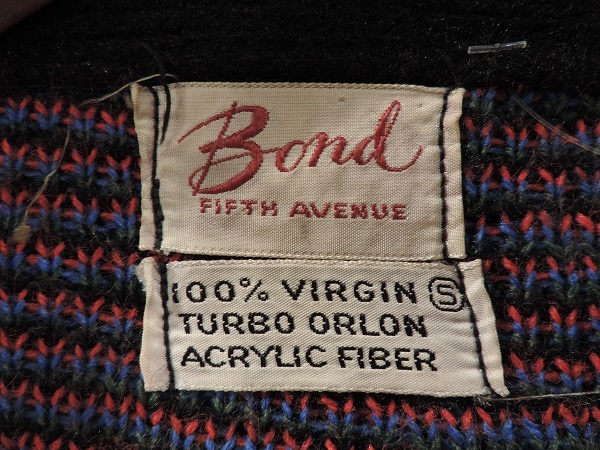 Bond
FIFTH AVENUE
100% VIRGIN S
TURBO ORLON
ACRYLIC FIBER